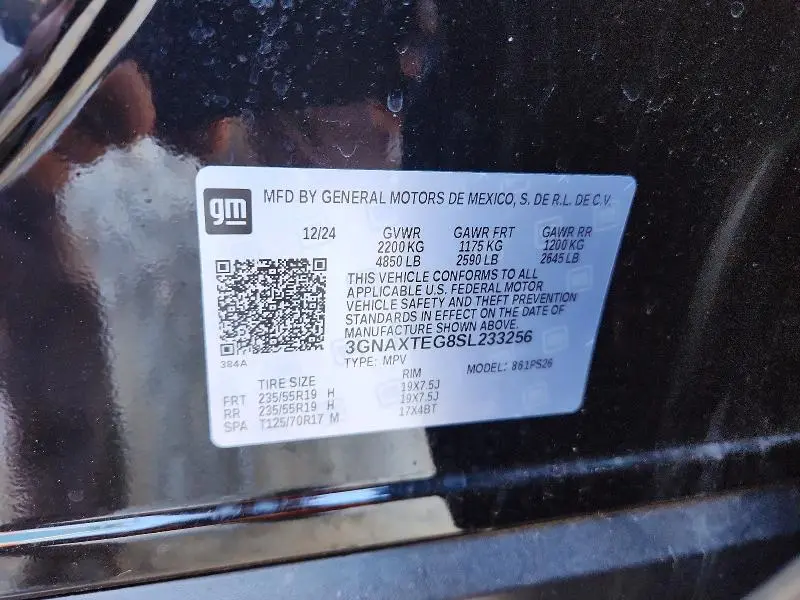 gm
MFD BY GENERAL MOTORS DE MEXICO, S. DE R.L. DE C.V.
12/24 GVWR GAWR FRT GAWR RR
2200 KG 1175 KG 1200 KG
4850 LB 2590 LB 2645 LB
THIS VEHICLE CONFORMS TO ALL
APPLICABLE U.S. FEDERAL MOTOR
VEHICLE SAFETY AND THEFT PREVENTION
STANDARDS IN EFFECT ON THE DATE OF
MANUFACTURE SHOWN ABOVE.
3GNAXTEG8SL233256
384A
TYPE: MPV MODEL: 861PS26
TIRE SIZE RIM
FRT 235/55R19 H 19X7.5J
RR 235/55R19 H 19X7.5J
SPA T125/70R17 M 17X4BT